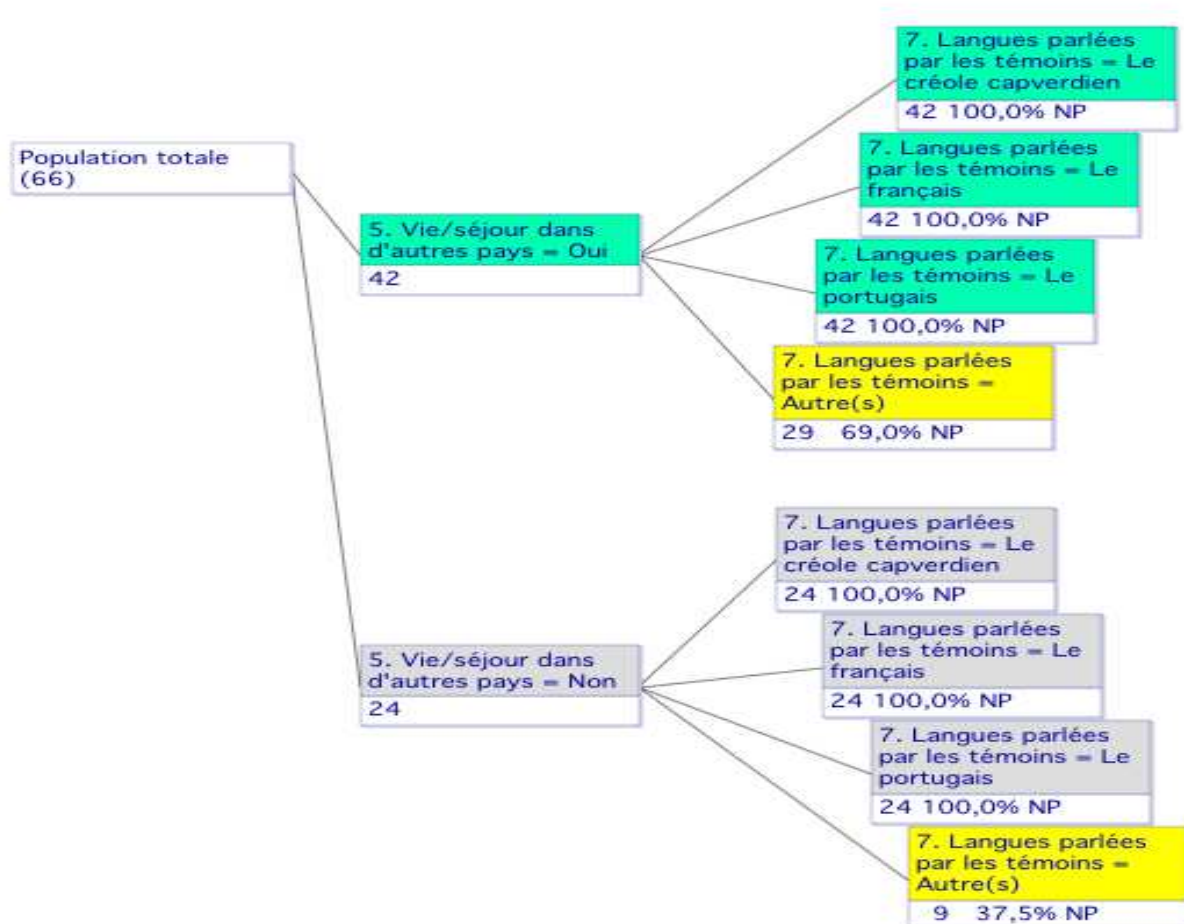 Population totale
(66)
5. Vie/séjour dans
d'autres pays = Oui
42
7. Langues parlées
par les témoins = Le
créole capverdien
42 100,0% NP
7. Langues parlées
par les témoins = Le
français
42 100,0% NP
7. Langues parlées
par les témoins = Le
portugais
42 100,0% NP
7. Langues parlées
par les témoins =
Autre(s)
29 69,0% NP
5. Vie/séjour dans
d'autres pays = Non
24
7. Langues parlées
par les témoins = Le
créole capverdien
24 100,0% NP
7. Langues parlées
par les témoins = Le
français
24 100,0% NP
7. Langues parlées
par les témoins = Le
portugais
24 100,0% NP
7. Langues parlées
par les témoins =
Autre(s)
9 37,5% NP